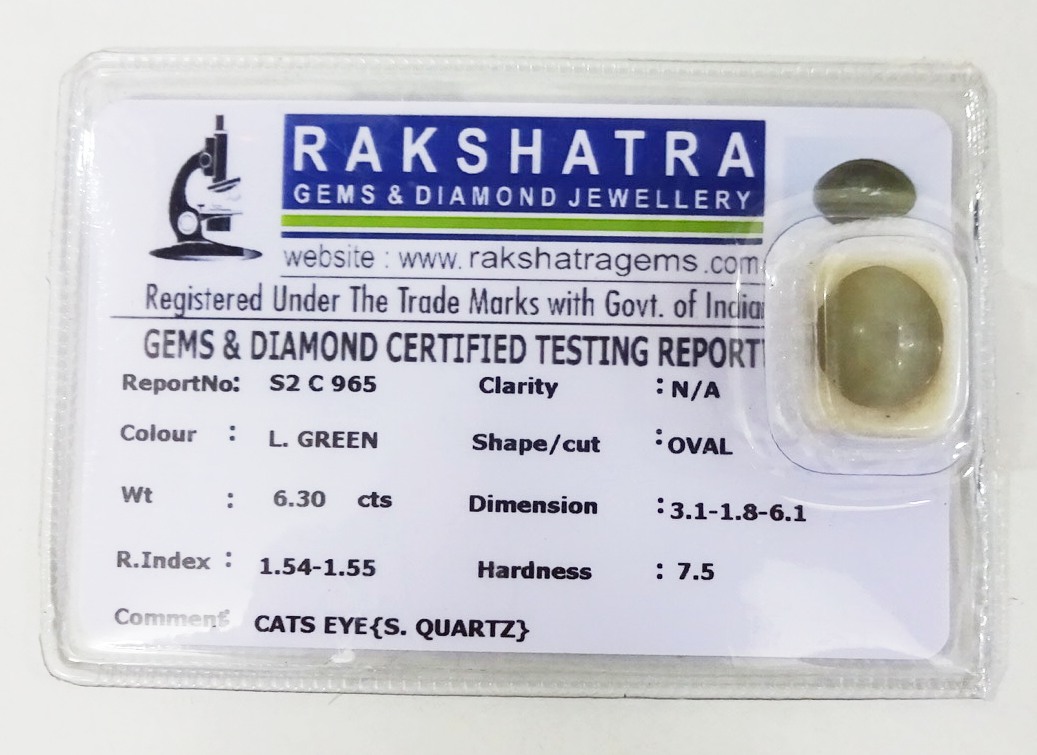 RAKSHATRA
GEMS & DIAMOND JEWELLERY
website : www. rakshatragems .com
Registered Under The Trade Marks with Govt. of India
GEMS & DIAMOND CERTIFIED TESTING REPORT
ReportNo: S2 C 965 Clarity : N/A
Colour : L. GREEN Shape/cut : OVAL
Wt : 6.30 cts Dimension : 3.1-1.8-6.1
R.Index : 1.54-1.55 Hardness : 7.5
Comment: CATS EYE{S. QUARTZ}